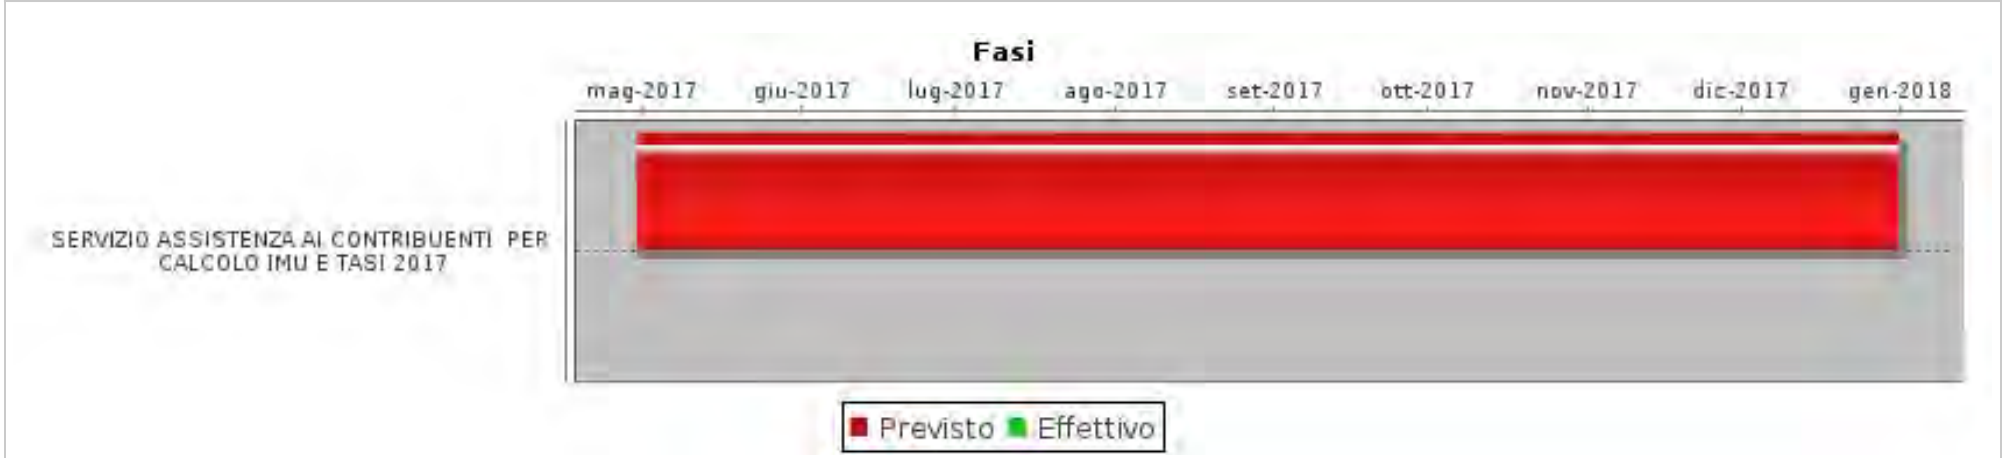 Fasi
mag-2017 giu-2017 lug-2017 ago-2017 set-2017 ott-2017 nov-2017 dic-2017 gen-2018
SERVIZIO ASSISTENZA AI CONTRIBUENTI PER
CALCOLO IMU E TASI 2017
Previsto Effettivo